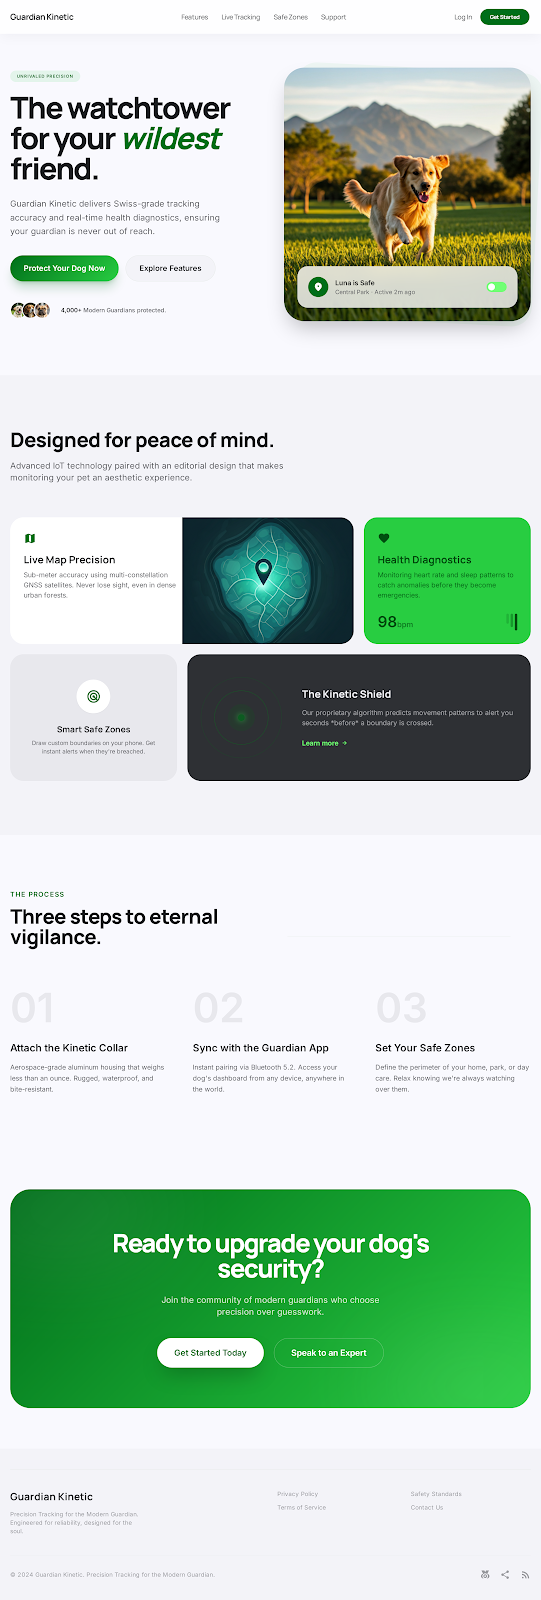 Guardian Kinetic
Features
Live Tracking
Safe Zones
Support
Log In
Get Started
UNRIVALED PRECISION
The watchtower
for your wildest
friend.
Guardian Kinetic delivers Swiss-grade tracking
accuracy and real-time health diagnostics, ensuring
your guardian is never out of reach.
Protect Your Dog Now
Explore Features
4,000+ Modern Guardians protected.
Luna is Safe
Central Park · Active 2m ago
Designed for peace of mind.
Advanced IoT technology paired with an editorial design that makes
monitoring your pet an aesthetic experience.
Live Map Precision
Sub-meter accuracy using multi-constellation
GNSS satellites. Never lose sight, even in dense
urban forests.
Health Diagnostics
Monitoring heart rate and sleep patterns to
catch anomalies before they become
emergencies.
98bpm
Smart Safe Zones
Draw custom boundaries on your phone. Get
instant alerts when they're breached.
The Kinetic Shield
Our proprietary algorithm predicts movement patterns to alert you
seconds *before* a boundary is crossed.
Learn more →
THE PROCESS
Three steps to eternal
vigilance.
01
Attach the Kinetic Collar
Aerospace-grade aluminum housing that weighs
less than an ounce. Rugged, waterproof, and
bite-resistant.
02
Sync with the Guardian App
Instant pairing via Bluetooth 5.2. Access your
dog's dashboard from any device, anywhere in
the world.
03
Set Your Safe Zones
Define the perimeter of your home, park, or day
care. Relax knowing we're always watching
over them.
Ready to upgrade your dog's
security?
Join the community of modern guardians who choose
precision over guesswork.
Get Started Today
Speak to an Expert
Guardian Kinetic
Precision Tracking for the Modern Guardian.
Engineered for reliability, designed for the
soul.
Privacy Policy
Terms of Service
Safety Standards
Contact Us
© 2024 Guardian Kinetic. Precision Tracking for the Modern Guardian.